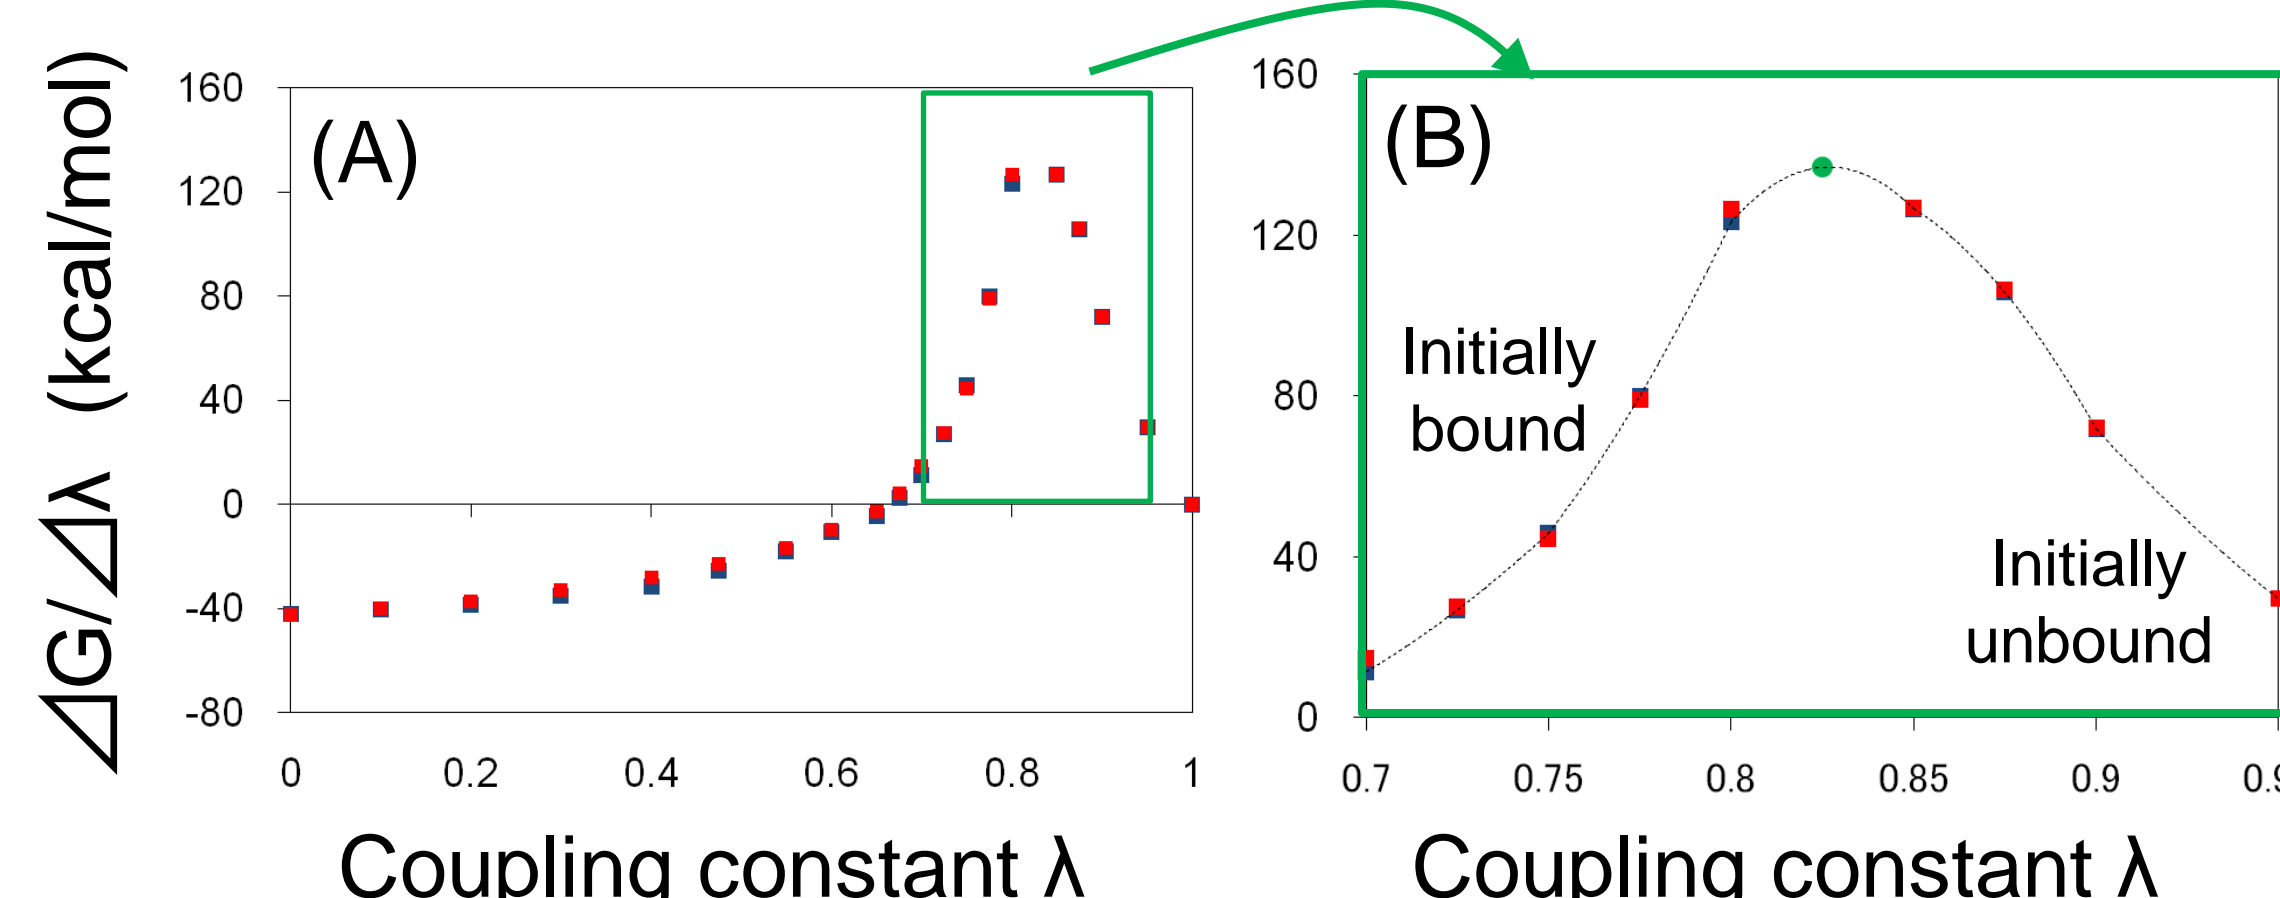 (A)
⊿G/⊿λ (kcal/mol)
160
120
80
40
0
-40
-80
0 0.2 0.4 0.6 0.8 1
Coupling constant λ
(B)
160
120
80
40
0
Initially
bound
Initially
unbound
0.7 0.75 0.8 0.85 0.9
Coupling constant λ